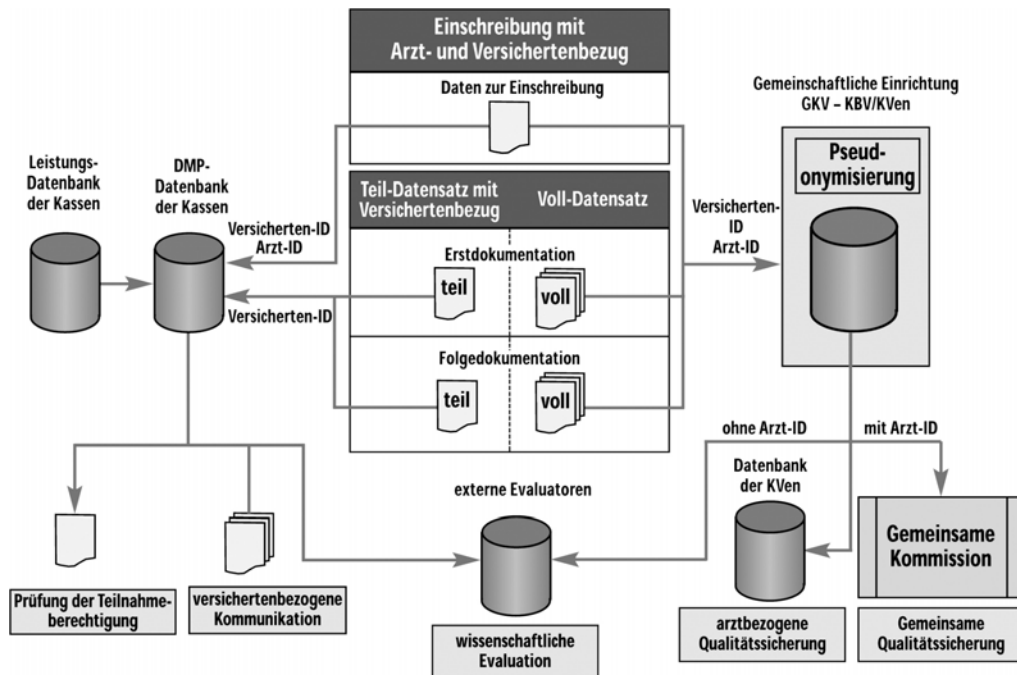 Einschreibung mit
Arzt- und Versichertenbezug
Daten zur Einschreibung
Gemeinschaftliche Einrichtung
GKV – KBV/KVen
Pseud-
onymisierung
Leistungs-
Datenbank
der Kassen
DMP-
Datenbank
der Kassen
Teil-Datensatz mit
Versichertenbezug
Voll-Datensatz
Versicherten-ID
Arzt-ID
Versicherten-
ID
Arzt-ID
Erstdokumentation
teil
voll
Versicherten-ID
Folgedokumentation
teil
voll
ohne Arzt-ID
mit Arzt-ID
externe Evaluatoren
Datenbank
der KVen
Gemeinsame
Kommission
Prüfung der Teilnahme-
berechtigung
versichertenbezogene
Kommunikation
wissenschaftliche
Evaluation
arztbezogene
Qualitätssicherung
Gemeinsame
Qualitätssicherung